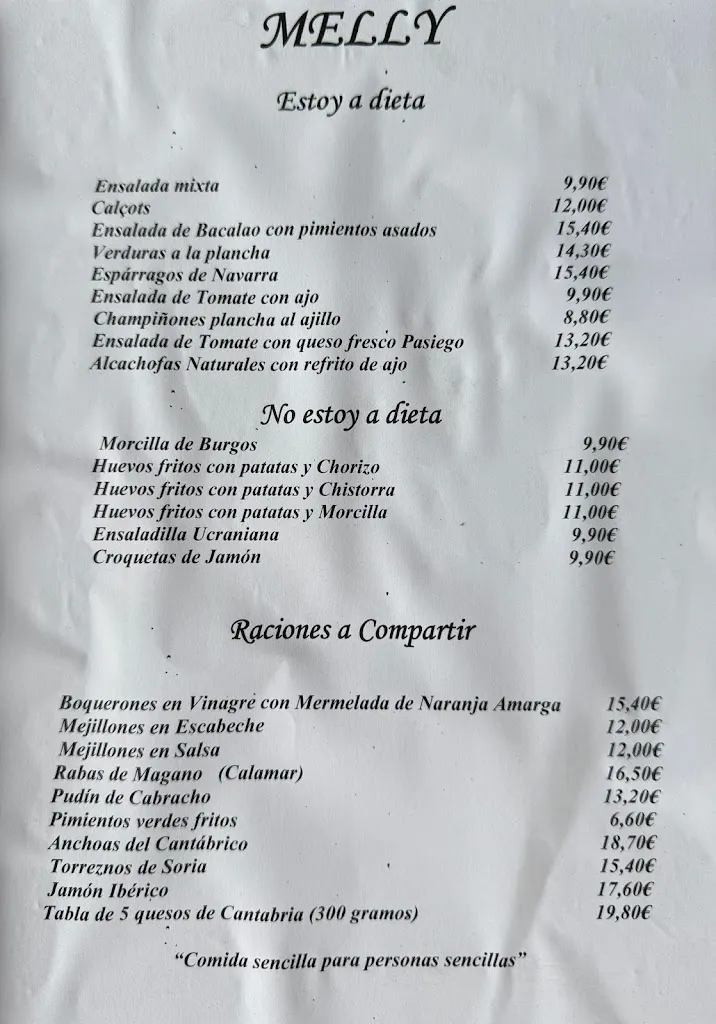 MELLY
Estoy a dieta
Ensalada mixta 9,90€
Calçots 12,00€
Ensalada de Bacalao con pimientos asados 15,40€
Verduras a la plancha 14,30€
Espárragos de Navarra 15,40€
Ensalada de Tomate con ajo 9,90€
Champiñones plancha al ajillo 8,80€
Ensalada de Tomate con queso fresco Pasiego 13,20€
Alcachofas Naturales con refrito de ajo 13,20€
No estoy a dieta
Morcilla de Burgos 9,90€
Huevos fritos con patatas y Chorizo 11,00€
Huevos fritos con patatas y Chistorra 11,00€
Huevos fritos con patatas y Morcilla 11,00€
Ensaladilla Ucraniana 9,90€
Croquetas de Jamón 9,90€
Raciones a Compartir
Boquerones en Vinagre con Mermelada de Naranja Amarga 15,40€
Mejillones en Escabeche 12,00€
Mejillones en Salsa 12,00€
Rabas de Magano (Calamar) 16,50€
Pudín de Cabracho 13,20€
Pimientos verdes fritos 6,60€
Anchoas del Cantábrico 18,70€
Torreznos de Soria 15,40€
Jamón Ibérico 17,60€
Tabla de 5 quesos de Cantabria (300 gramos) 19,80€
“Comida sencilla para personas sencillas”